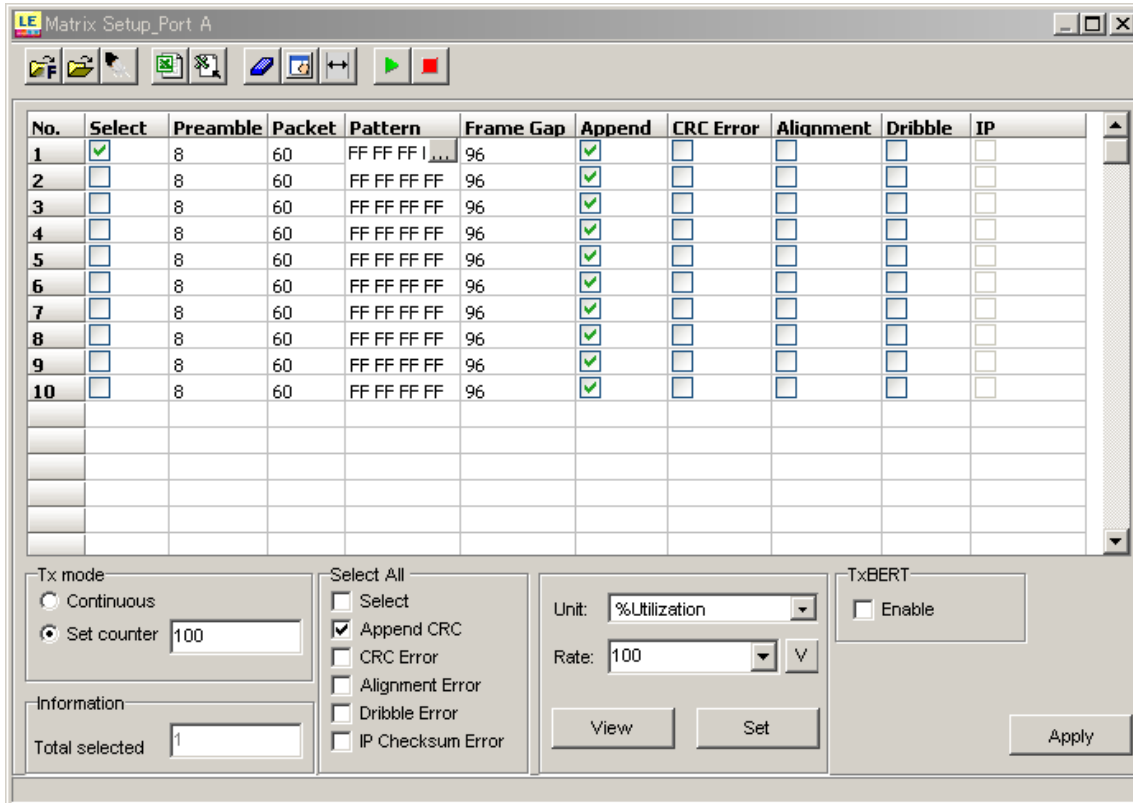 LE Matrix Setup_Port A
F
No. Select Preamble Packet Pattern Frame Gap Append CRC Error Alignment Dribble IP
1 8 60 FF FF FF ... 96
2 8 60 FF FF FF FF 96
3 8 60 FF FF FF FF 96
4 8 60 FF FF FF FF 96
5 8 60 FF FF FF FF 96
6 8 60 FF FF FF FF 96
7 8 60 FF FF FF FF 96
8 8 60 FF FF FF FF 96
9 8 60 FF FF FF FF 96
10 8 60 FF FF FF FF 96
Tx mode
Continuous
Set counter 100
Information
Total selected 1
Select All
Select
Append CRC
CRC Error
Alignment Error
Dribble Error
IP Checksum Error
Unit: %Utilization
Rate: 100 V
View Set
TxBERT
Enable
Apply